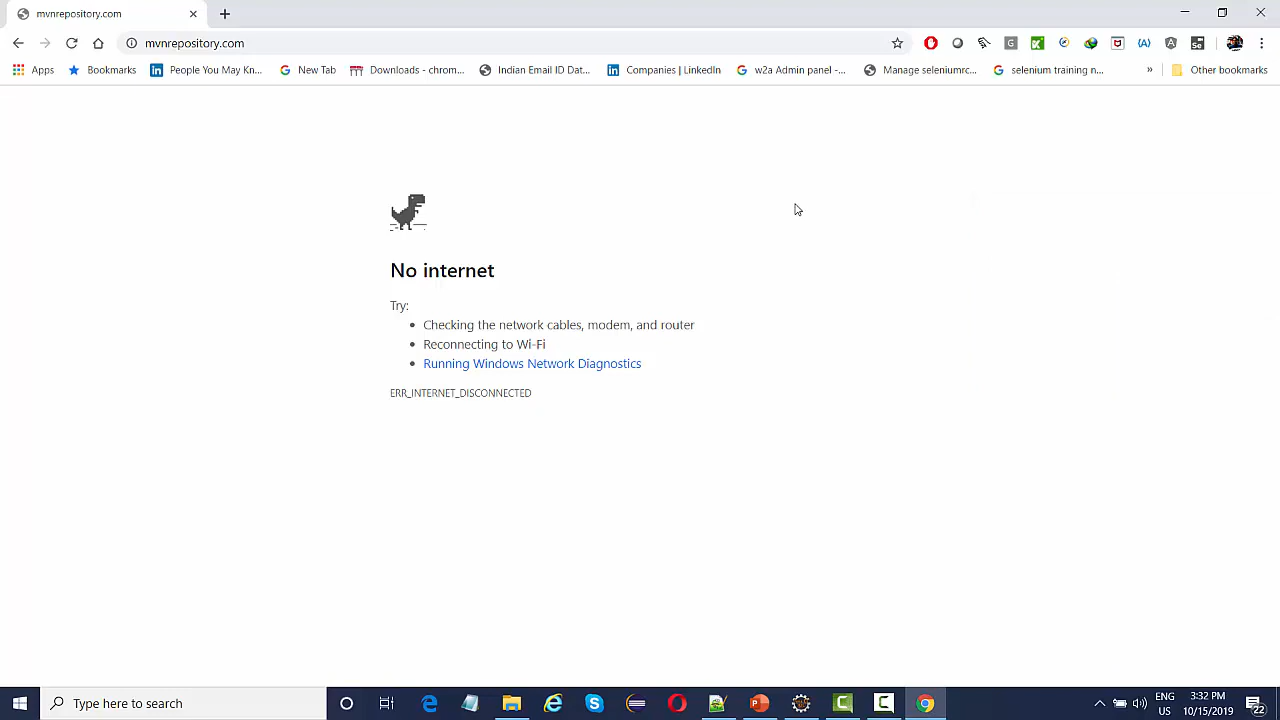 mvnrepository.com
mvnrepository.com
Apps Bookmarks People You May Kn... New Tab Downloads - chrom... Indian Email ID Dat... Companies | LinkedIn w2a Admin panel -... Manage seleniumrc... selenium training n... » Other bookmarks
No internet
Try:
Checking the network cables, modem, and router
Reconnecting to Wi-Fi
Running Windows Network Diagnostics
ERR_INTERNET_DISCONNECTED
Type here to search
ENG
US
3:32 PM
10/15/2019
22